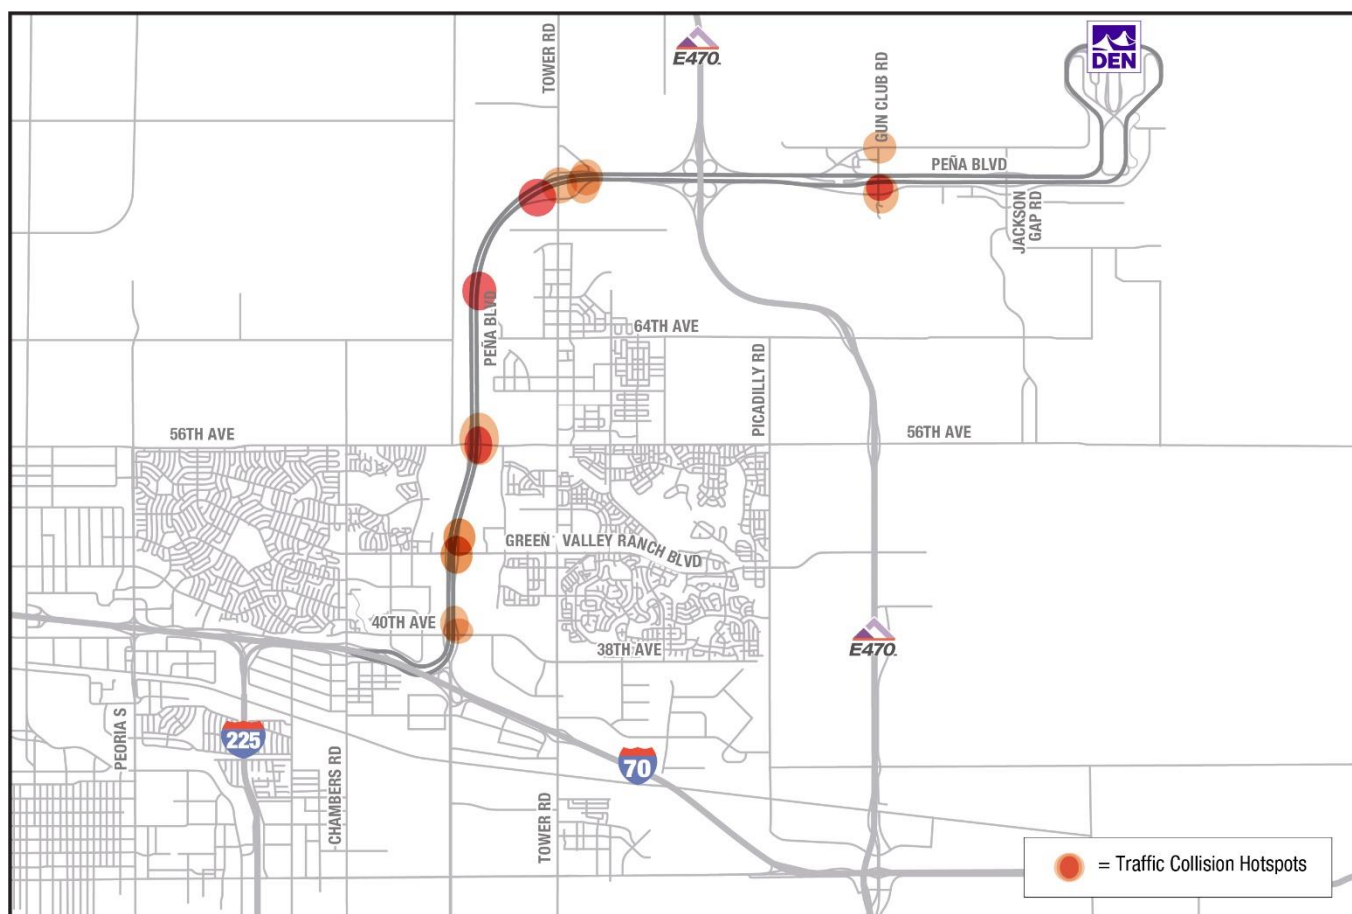 TOWER RD
E470
GUN CLUB RD
DEN
PEÑA BLVD
JACKSON
GAP RD
PEÑA BLVD
64TH AVE
PICADILLY RD
56TH AVE
56TH AVE
GREEN VALLEY RANCH BLVD
40TH AVE
38TH AVE
E470
PEORIA S
225
CHAMBERS RD
70
TOWER RD
= Traffic Collision Hotspots